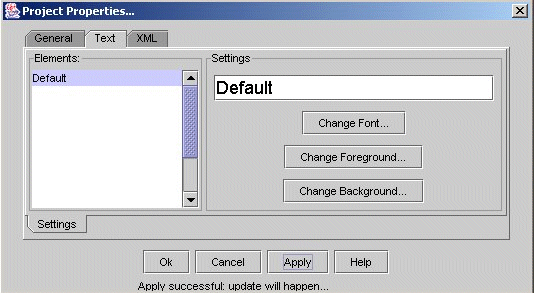 Project Properties...
General Text XML
Elements:
Default
Settings
Default
Change Font...
Change Foreground...
Change Background...
Settings
Ok Cancel Apply Help
Apply successful: update will happen...